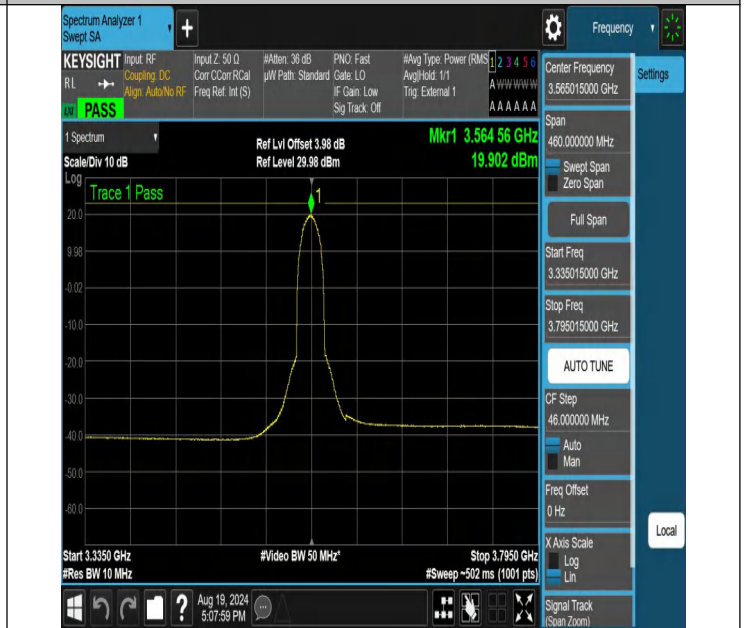 Spectrum Analyzer 1
Swept SA
+
Frequency
KEYSIGHT
RL
PASS
Input: RF
Coupling: DC
Align: Auto/No RF
Input Z: 50 Ω
Corr CCorr RCal
Freq Ref: Int (S)
#Atten: 36 dB
µW Path: Standard
PNO: Fast
Gate: LO
IF Gain: Low
Sig Track: Off
#Avg Type: Power (RMS
Avg|Hold: 1/1
Trig: External 1
1 2 3 4 5 6
A W W W W W
A A A A A A
1 Spectrum
Scale/Div 10 dB
Ref Lvl Offset 3.98 dB
Ref Level 29.98 dBm
Mkr1 3.564 56 GHz
19.902 dBm
Log
Trace 1 Pass
1
20.0
9.98
-0.02
-10.0
-20.0
-30.0
-40.0
-50.0
-60.0
Start 3.3350 GHz
#Res BW 10 MHz
#Video BW 50 MHz*
Stop 3.7950 GHz
#Sweep ~502 ms (1001 pts)
?
Aug 19, 2024
5:07:59 PM
Center Frequency
3.565015000 GHz
Settings
Span
460.000000 MHz
Swept Span
Zero Span
Full Span
Start Freq
3.335015000 GHz
Stop Freq
3.795015000 GHz
AUTO TUNE
CF Step
46.000000 MHz
Auto
Man
Freq Offset
0 Hz
X Axis Scale
Log
Lin
Local
Signal Track
(Span Zoom)